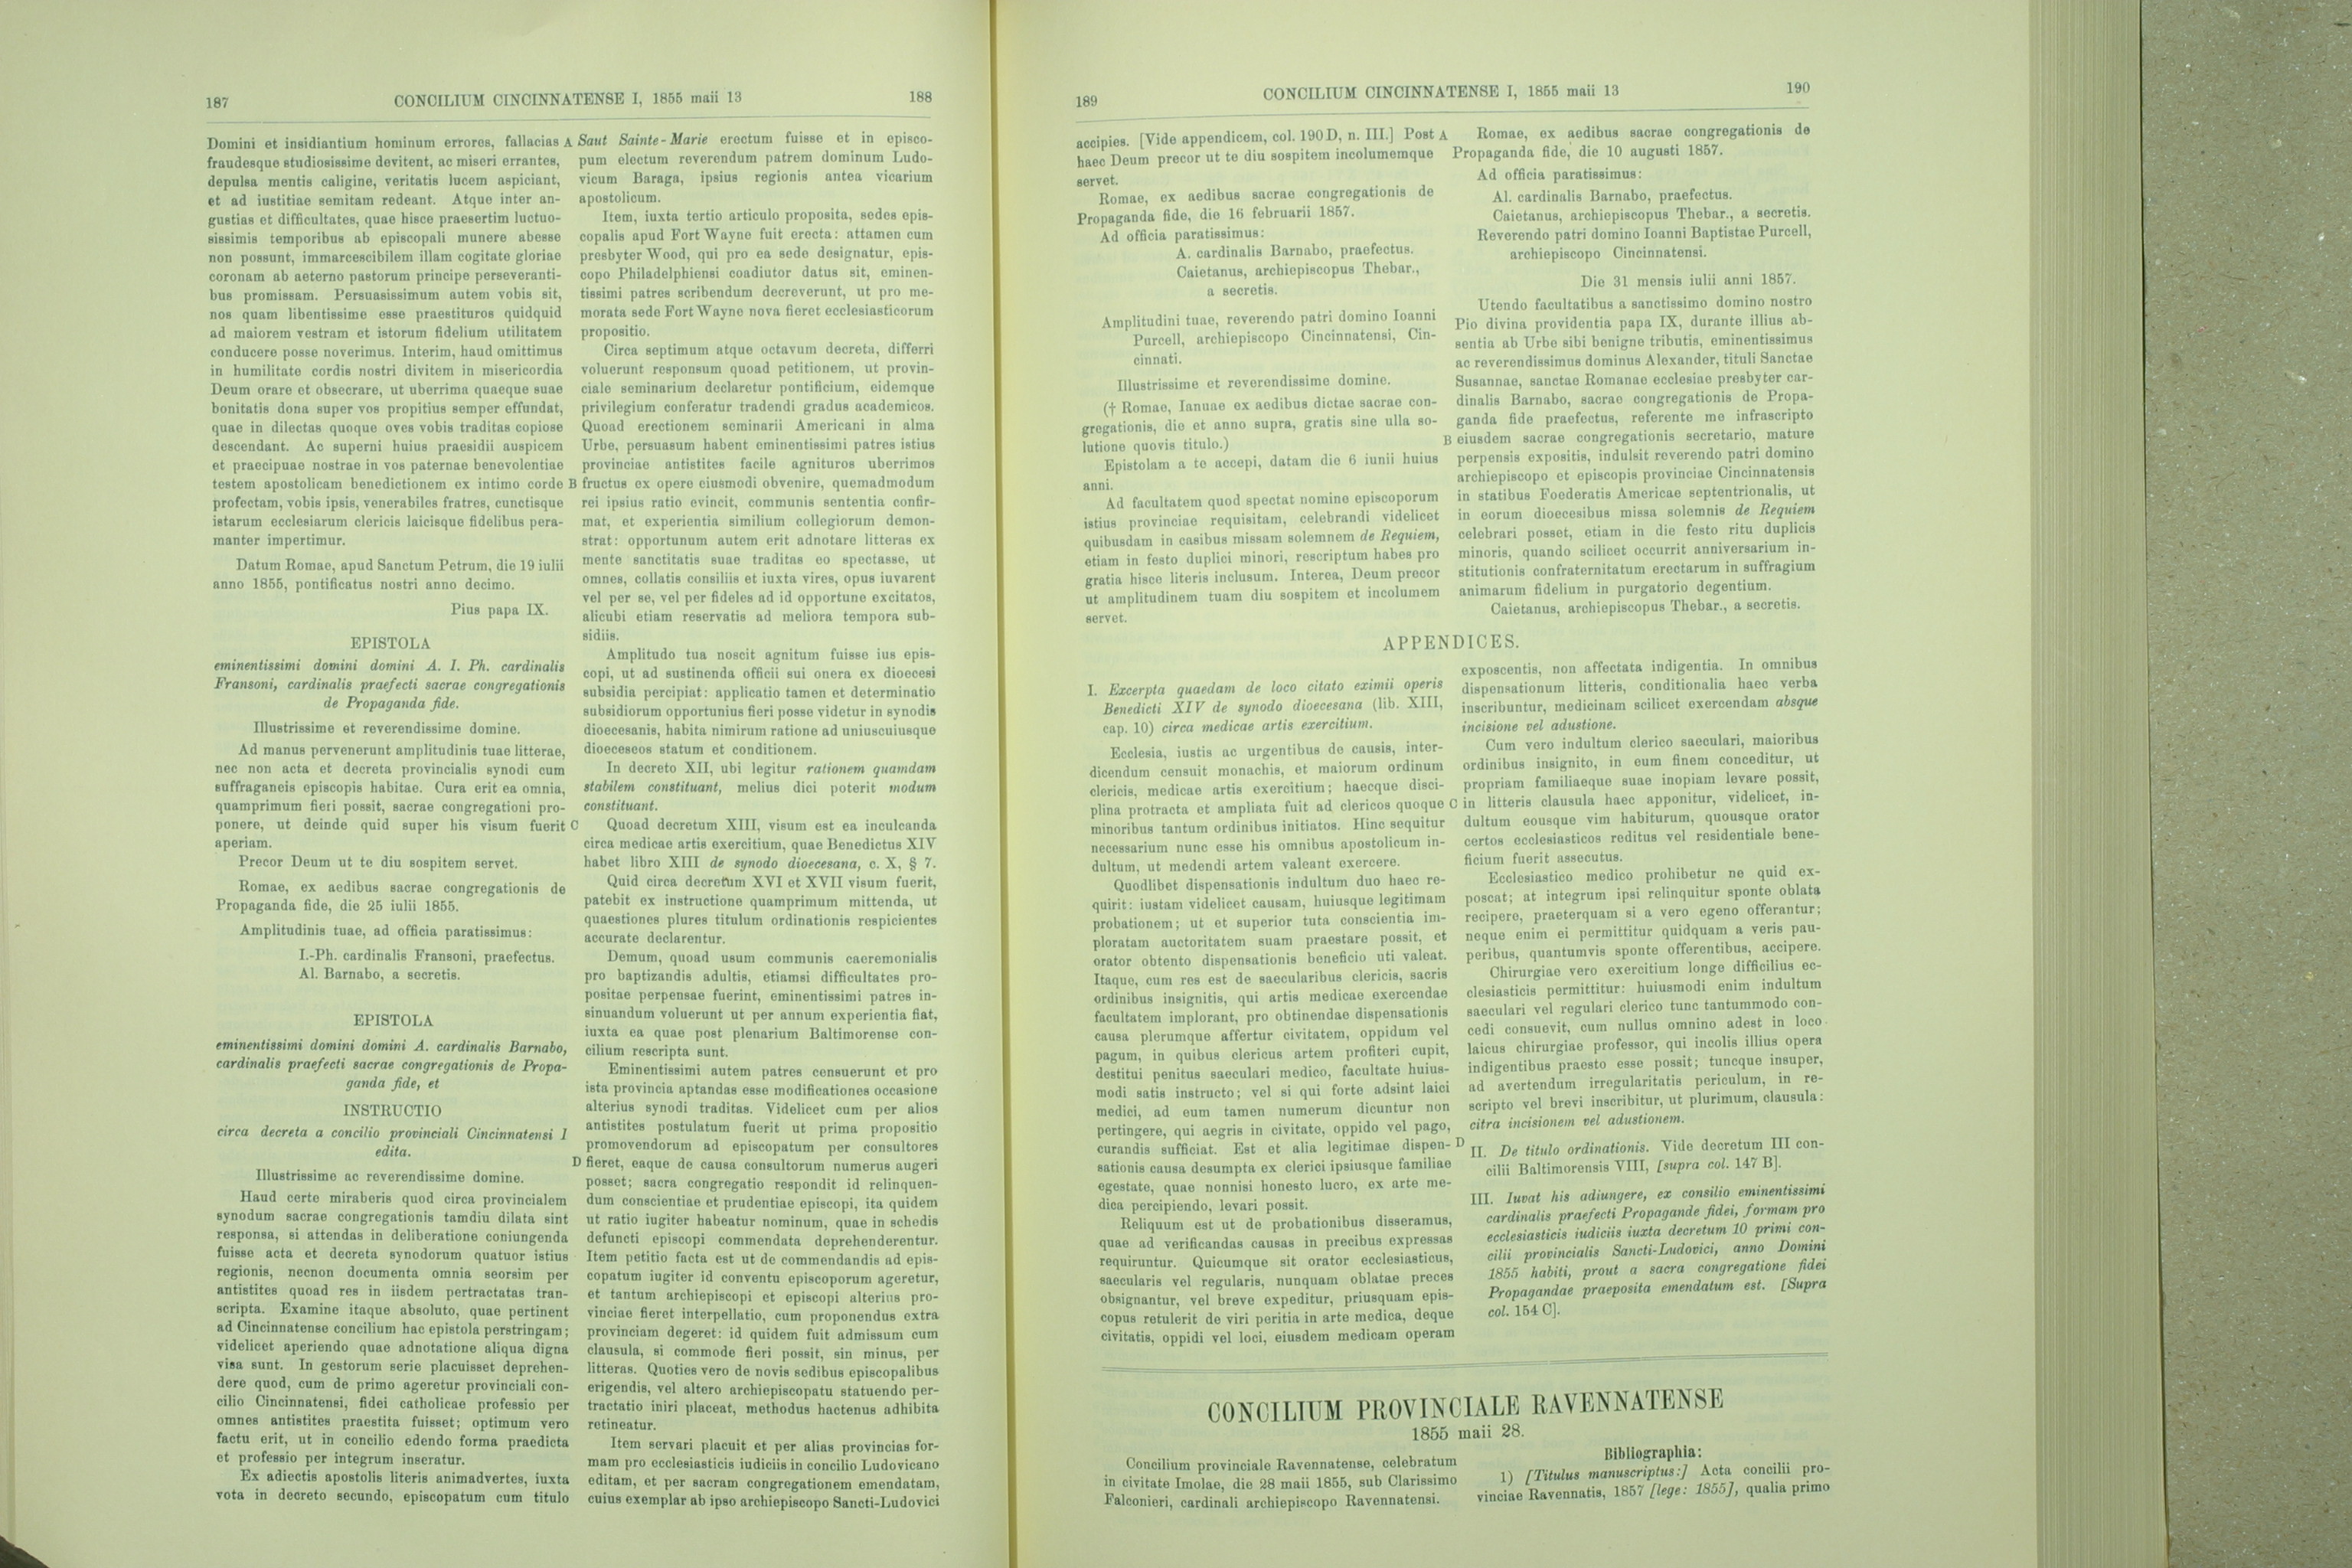 187
CONCILIUM CINCINNATENSE I, 1855 maii 13
188
Domini et insidiantium hominum errores, fallacias
fraudesque studiosissime devitent, ac miseri errantes,
depulsa mentis caligine, veritatis lucem aspiciant,
et ad iustitiae semitam redeant. Atque inter an-
gustias et difficultates, quae hisce praesertim luctuo-
sissimis temporibus ab episcopali munere abesse
non possunt, immarcescibilem illam cogitate gloriae
coronam ab aeterno pastorum principe perseveranti-
bus promissam. Persuasissimum autem vobis sit,
nos quam libentissime esse praestituros quidquid
ad maiorem vestram et istorum fidelium utilitatem
conducere posse noverimus. Interim, haud omittimus
in humilitate cordis nostri divitem in misericordia
Deum orare et obsecrare, ut uberrima quaeque suae
bonitatis dona super vos propitius semper effundat,
quae in dilectas quoque oves vobis traditas copiose
descendant. Ac superni huius praesidii auspicem
et praecipuae nostrae in vos paternae benevolentiae
testem apostolicam benedictionem ex intimo corde
profectam, vobis ipsis, venerabiles fratres, cunctisque
istarum ecclesiarum clericis laicisque fidelibus pera-
manter impertimur.
Datum Romae, apud Sanctum Petrum, die 19 iulii
anno 1855, pontificatus nostri anno decimo.
Pius papa IX.
EPISTOLA
eminentissimi domini domini A. I. Ph. cardinalis
Fransoni, cardinalis praefecti sacrae congregationis
de Propaganda fide.
Illustrissime et reverendissime domine.
Ad manus pervenerunt amplitudinis tuae litterae,
nec non acta et decreta provincialis synodi cum
suffraganeis episcopis habitae. Cura erit ea omnia,
quamprimum fieri possit, sacrae congregationi pro-
ponere, ut deinde quid super his visum fuerit
aperiam.
Precor Deum ut te diu sospitem servet.
Romae, ex aedibus sacrae congregationis de
Propaganda fide, die 25 iulii 1855.
Amplitudinis tuae, ad officia paratissimus:
I.-Ph. cardinalis Fransoni, praefectus.
Al. Barnabo, a secretis.
EPISTOLA
eminentissimi domini domini A. cardinalis Barnabo,
cardinalis praefecti sacrae congregationis de Propa-
ganda fide, et
INSTRUCTIO
circa decreta a concilio provinciali Cincinnatensi I
edita.
Illustrissime ac reverendissime domine.
Haud certe miraberis quod circa provincialem
synodum sacrae congregationis tamdiu dilata sint
responsa, si attendas in deliberatione coniungenda
fuisse acta et decreta synodorum quatuor istius
regionis, necnon documenta omnia seorsim per
antistites quoad res in iisdem pertractatas tran-
scripta. Examine itaque absoluto, quae pertinent
ad Cincinnatense concilium hac epistola perstringam;
videlicet aperiendo quae adnotatione aliqua digna
visa sunt. In gestorum serie placuisset deprehen-
dere quod, cum de primo ageretur provinciali con-
cilio Cincinnatensi, fidei catholicae professio per
omnes antistites praestita fuisset; optimum vero
factu erit, ut in concilio edendo forma praedicta
et professio per integrum inseratur.
Ex adiectis apostolis literis animadvertes, iuxta
vota in decreto secundo, episcopatum cum titulo
A
B
C
D
Saut Sainte-Marie erectum fuisse et in episco-
pum electum reverendum patrem dominum Ludo-
vicum Baraga, ipsius regionis antea vicarium
apostolicum.
Item, iuxta tertio articulo proposita, sedes epis-
copalis apud Fort Wayne fuit erecta: attamen cum
presbyter Wood, qui pro ea sede designatur, epis-
copo Philadelphiensi coadiutor datus sit, eminen-
tissimi patres scribendum decreverunt, ut pro me-
morata sede Fort Wayne nova fieret ecclesiasticorum
propositio.
Circa septimum atque octavum decreta, differri
voluerunt responsum quoad petitionem, ut provin-
ciale seminarium declaretur pontificium, eidemque
privilegium conferatur tradendi gradus academicos.
Quoad erectionem seminarii Americani in alma
Urbe, persuasum habent eminentissimi patres istius
provinciae antistites facile agnituros uberrimos
fructus ex opere eiusmodi obvenire, quemadmodum
rei ipsius ratio evincit, communis sententia confir-
mat, et experientia similium collegiorum demon-
strat: opportunum autem erit adnotare litteras ex
mente sanctitatis suae traditas eo spectasse, ut
omnes, collatis consiliis et iuxta vires, opus iuvarent
vel per se, vel per fideles ad id opportune excitatos,
alicubi etiam reservatis ad meliora tempora sub-
sidiis.
Amplitudo tua noscit agnitum fuisse ius epis-
copi, ut ad sustinenda officii sui onera ex dioecesi
subsidia percipiat: applicatio tamen et determinatio
subsidiorum opportunius fieri posse videtur in synodis
dioecesanis, habita nimirum ratione ad uniuscuiusque
dioeceseos statum et conditionem.
In decreto XII, ubi legitur rationem quamdam
stabilem constituant, melius dici poterit modum
constituant.
Quoad decretum XIII, visum est ea inculcanda
circa medicae artis exercitium, quae Benedictus XIV
habet libro XIII de synodo dioecesana, c. X, § 7.
Quid circa decretum XVI et XVII visum fuerit,
patebit ex instructione quamprimum mittenda, ut
quaestiones plures titulum ordinationis respicientes
accurate declarentur.
Demum, quoad usum communis caeremonialis
pro baptizandis adultis, etiamsi difficultates pro-
positae perpensae fuerint, eminentissimi patres in-
sinuandum voluerunt ut per annum experientia fiat,
iuxta ea quae post plenarium Baltimorense con-
cilium rescripta sunt.
Eminentissimi autem patres censuerunt et pro
ista provincia aptandas esse modificationes occasione
alterius synodi traditas. Videlicet cum per alios
antistites postulatum fuerit ut prima propositio
promovendorum ad episcopatum per consultores
fieret, eaque de causa consultorum numerus augeri
posset; sacra congregatio respondit id relinquen-
dum conscientiae et prudentiae episcopi, ita quidem
ut ratio iugiter habeatur nominum, quae in schedis
defuncti episcopi commendata deprehenderentur.
Item petitio facta est ut de commendandis ad epis-
copatum iugiter id conventu episcoporum ageretur,
et tantum archiepiscopi et episcopi alterius pro-
vinciae fieret interpellatio, cum proponendus extra
provinciam degeret: id quidem fuit admissum cum
clausula, si commode fieri possit, sin minus, per
litteras. Quoties vero de novis sedibus episcopalibus
erigendis, vel altero archiepiscopatu statuendo per-
tractatio iniri placeat, methodus hactenus adhibita
retineatur.
Item servari placuit et per alias provincias for-
mam pro ecclesiasticis iudiciis in concilio Ludovicano
editam, et per sacram congregationem emendatam,
cuius exemplar ab ipso archiepiscopo Sancti-Ludovici
189
CONCILIUM CINCINNATENSE I, 1855 maii 13
190
accipies. [Vide appendicem, col. 190 D, n. III.] Post
haec Deum precor ut te diu sospitem incolumemque
servet.
Romae, ex aedibus sacrae congregationis de
Propaganda fide, die 16 februarii 1857.
Ad officia paratissimus:
A. cardinalis Barnabo, praefectus.
Caietanus, archiepiscopus Thebar.,
a secretis.
Amplitudini tuae, reverendo patri domino Ioanni
Purcell, archiepiscopo Cincinnatensi, Cin-
cinnati.
Illustrissime et reverendissime domine.
(† Romae, Ianuae ex aedibus dictae sacrae con-
gregationis, die et anno supra, gratis sine ulla so-
lutione quovis titulo.)
Epistolam a te accepi, datam die 6 iunii huius
anni.
Ad facultatem quod spectat nomine episcoporum
istius provinciae requisitam, celebrandi videlicet
quibusdam in casibus missam solemnem de Requiem,
etiam in festo duplici minori, rescriptum habes pro
gratia hisce literis inclusum. Interea, Deum precor
ut amplitudinem tuam diu sospitem et incolumem
servet.
A
B
Romae, ex aedibus sacrae congregationis de
Propaganda fide, die 10 augusti 1857.
Ad officia paratissimus:
Al. cardinalis Barnabo, praefectus.
Caietanus, archiepiscopus Thebar., a secretis.
Reverendo patri domino Ioanni Baptistae Purcell,
archiepiscopo Cincinnatensi.
Die 31 mensis iulii anni 1857.
Utendo facultatibus a sanctissimo domino nostro
Pio divina providentia papa IX, durante illius ab-
sentia ab Urbe sibi benigne tributis, eminentissimus
ac reverendissimus dominus Alexander, tituli Sanctae
Susannae, sanctae Romanae ecclesiae presbyter car-
dinalis Barnabo, sacrae congregationis de Propa-
ganda fide praefectus, referente me infrascripto
eiusdem sacrae congregationis secretario, mature
perpensis expositis, indulsit reverendo patri domino
archiepiscopo et episcopis provinciae Cincinnatensis
in statibus Foederatis Americae septentrionalis, ut
in eorum dioecesibus missa solemnis de Requiem
celebrari posset, etiam in die festo ritu duplicis
minoris, quando scilicet occurrit anniversarium in-
stitutionis confraternitatum erectarum in suffragium
animarum fidelium in purgatorio degentium.
Caietanus, archiepiscopus Thebar., a secretis.
APPENDICES.
I. Excerpta quaedam de loco citato eximii operis
Benedicti XIV de synodo dioecesana (lib. XIII,
cap. 10) circa medicae artis exercitium.
Ecclesia, iustis ac urgentibus de causis, inter-
dicendum censuit monachis, et maiorum ordinum
clericis, medicae artis exercitium; haecque disci-
plina protracta et ampliata fuit ad clericos quoque
minoribus tantum ordinibus initiatos. Hinc sequitur
necessarium nunc esse his omnibus apostolicum in-
dultum, ut medendi artem valeant exercere.
Quodlibet dispensationis indultum duo haec re-
quirit: iustam videlicet causam, huiusque legitimam
probationem; ut et superior tuta conscientia im-
ploratam auctoritatem suam praestare possit, et
orator obtento dispensationis beneficio uti valeat.
Itaque, cum res est de saecularibus clericis, sacris
ordinibus insignitis, qui artis medicae exercendae
facultatem implorant, pro obtinendae dispensationis
causa plerumque affertur civitatem, oppidum vel
pagum, in quibus clericus artem profiteri cupit,
destitui penitus saeculari medico, facultate huius-
modi satis instructo; vel si qui forte adsint laici
medici, ad eum tamen numerum dicuntur non
pertingere, qui aegris in civitate, oppido vel pago,
curandis sufficiat. Est et alia legitimae dispen-
sationis causa desumpta ex clerici ipsiusque familiae
egestate, quae nonnisi honesto lucro, ex arte me-
dica percipiendo, levari possit.
Reliquum est ut de probationibus disseramus,
quae ad verificandas causas in precibus expressas
requiruntur. Quicumque sit orator ecclesiasticus,
saecularis vel regularis, nunquam oblatae preces
obsignantur, vel breve expeditur, priusquam epis-
copus retulerit de viri peritia in arte medica, deque
civitatis, oppidi vel loci, eiusdem medicam operam
C
D
exposcentis, non affectata indigentia. In omnibus
dispensationum litteris, conditionalia haec verba
inscribuntur, medicinam scilicet exercendam absque
incisione vel adustione.
Cum vero indultum clerico saeculari, maioribus
ordinibus insignito, in eum finem conceditur, ut
propriam familiaeque suae inopiam levare possit,
in litteris clausula haec apponitur, videlicet, in-
dultum eousque vim habiturum, quousque orator
certos ecclesiasticos reditus vel residentiale bene-
ficium fuerit assecutus.
Ecclesiastico medico prohibetur ne quid ex-
poscat; at integrum ipsi relinquitur sponte oblata
recipere, praeterquam si a vero egeno offerantur;
neque enim ei permittitur quidquam a veris pau-
peribus, quantumvis sponte offerentibus, accipere.
Chirurgiae vero exercitium longe difficilius ec-
clesiasticis permittitur: huiusmodi enim indultum
saeculari vel regulari clerico tunc tantummodo con-
cedi consuevit, cum nullus omnino adest in loco
laicus chirurgiae professor, qui incolis illius opera
indigentibus praesto esse possit; tuncque insuper,
ad avertendum irregularitatis periculum, in re-
scripto vel brevi inscribitur, ut plurimum, clausula:
citra incisionem vel adustionem.
II. De titulo ordinationis. Vide decretum III con-
cilii Baltimorensis VIII, [supra col. 147 B].
III. Iuvat his adiungere, ex consilio eminentissimi
cardinalis praefecti Propagande fidei, formam pro
ecclesiasticis iudiciis iuxta decretum 10 primi con-
cilii provincialis Sancti-Ludovici, anno Domini
1855 habiti, prout a sacra congregatione fidei
Propagandae praeposita emendatum est. [Supra
col. 154 C].
CONCILIUM PROVINCIALE RAVENNATENSE
1855 maii 28.
Concilium provinciale Ravennatense, celebratum
in civitate Imolae, die 28 maii 1855, sub Clarissimo
Falconieri, cardinali archiepiscopo Ravennatensi.
Bibliographia:
1) [Titulus manuscriptus:] Acta concilii pro-
vinciae Ravennatis, 1857 [lege: 1855], qualia primo